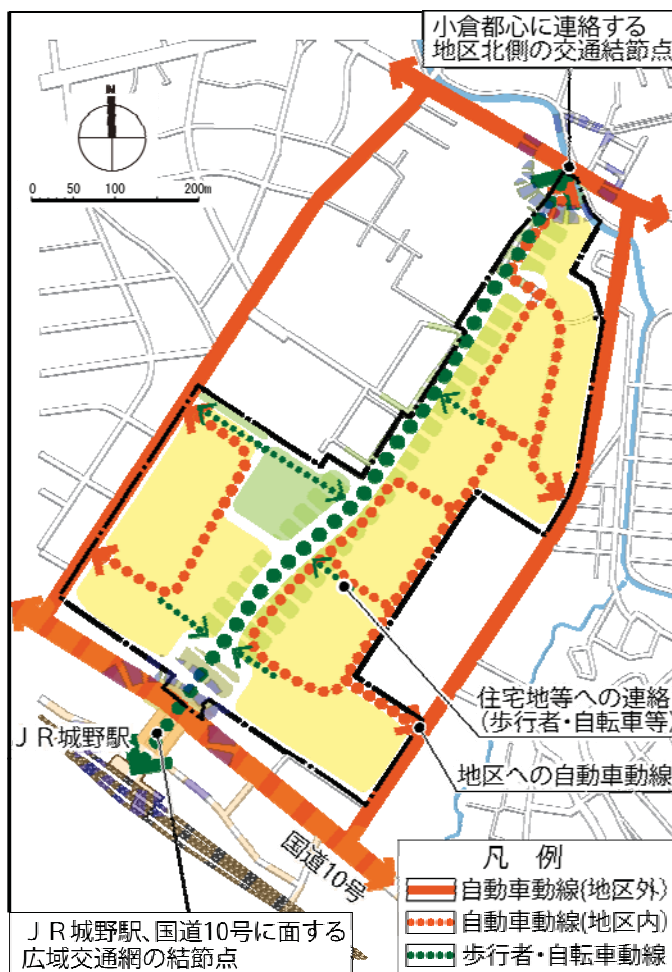 小倉都心に連絡する
地区北側の交通結節点
N
0 50 100 200m
住宅地等への連絡
(歩行者・自転車等)
JR城野駅
地区への自動車動線
国道10号
凡 例
自動車動線(地区外)
自動車動線(地区内)
歩行者・自転車動線
JR城野駅、国道10号に面する
広域交通網の結節点